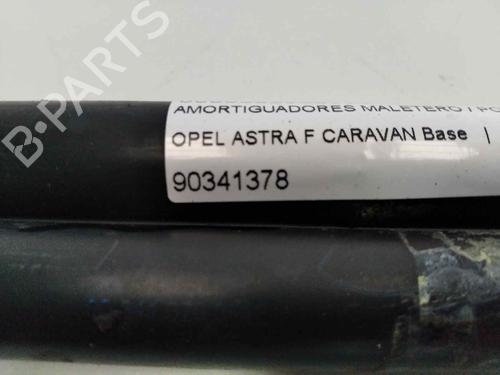 AMORTIGUADORES MALETERO
OPEL ASTRA F CARAVAN Base |
90341378
B-PARTS